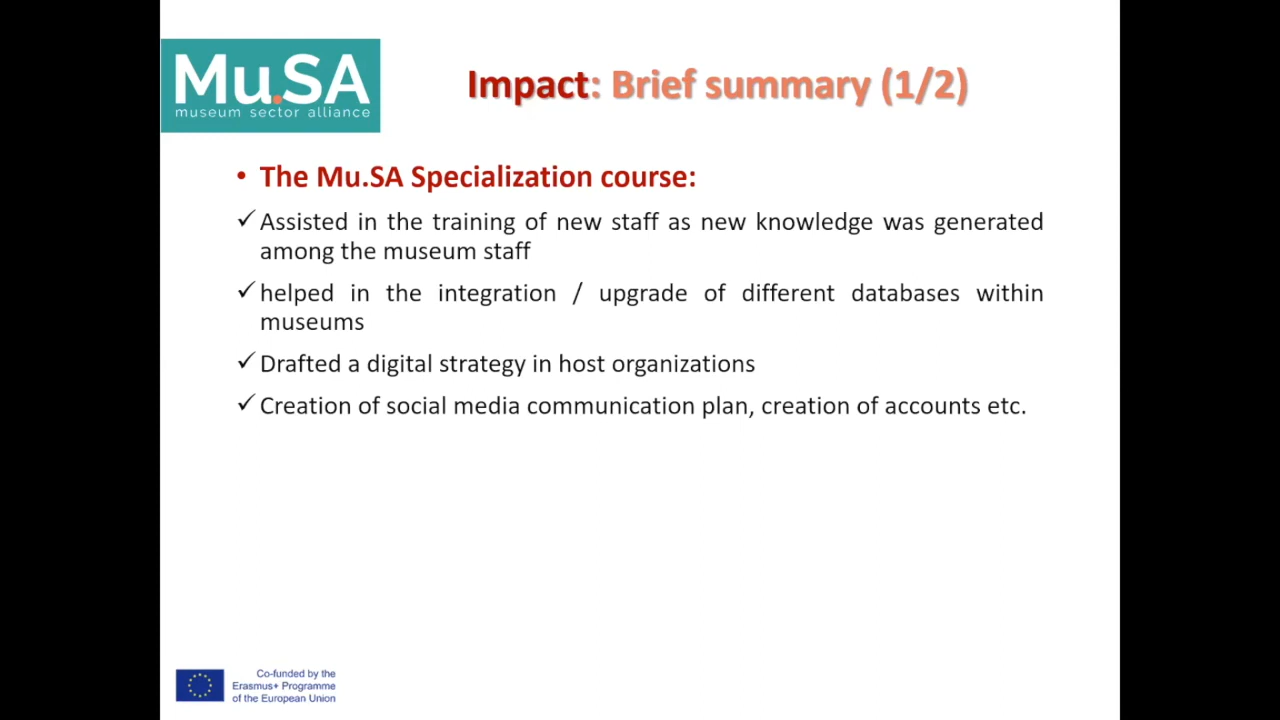 Mu.SA
museum sector alliance
Impact: Brief summary (1/2)
• The Mu.SA Specialization course:
✓ Assisted in the training of new staff as new knowledge was generated
among the museum staff
✓ helped in the integration / upgrade of different databases within
museums
✓ Drafted a digital strategy in host organizations
✓ Creation of social media communication plan, creation of accounts etc.
Co-funded by the
Erasmus+ Programme
of the European Union